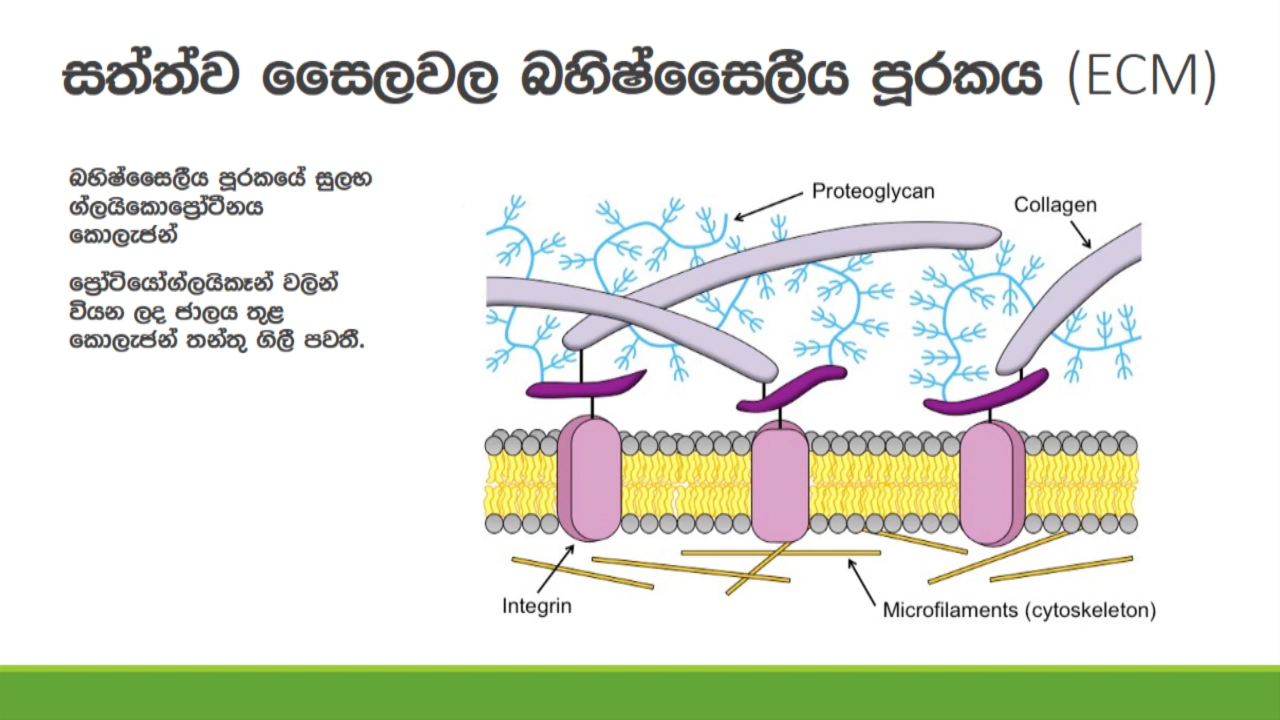 සත්ත්ව සෛලවල බහිෂ්සෛලීය පූරකය (ECM)
බහිෂ්සෛලීය පූරකයේ සුලභ
ග්ලයිකොප්‍රෝටීනය
කොලැජන්
ප්‍රෝටියෝග්ලයිකෑන් වලින්
වියන ලද ජාලය තුළ
කොලැජන් තන්තු ගිලී පවතී.
Proteoglycan
Collagen
Integrin
Microfilaments (cytoskeleton)